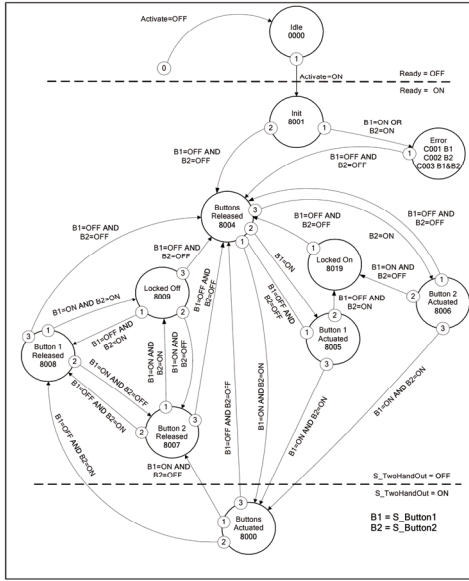 Activate=OFF
Idle
0000
1
0
Activate=ON
Ready = OFF
Ready = ON
Init
8001
2
1
B1=ON OR
B2=ON
Error
C001 B1
C002 B2
C003 B1&B2
1
B1=OFF AND
B2=OFF
B1=OFF AND
B2=OFF
Buttons
Released
8004
3
2
1
B1=OFF AND
B2=OFF
B1=OFF AND
B2=OFF
B2=ON
B1=OFF AND
B2=OFF
B1=OFF AND
B2=OFF
B1=ON
1
Locked On
8019
B1=ON AND
B2=OFF
2
1
Button 2
Actuated
8006
3
3
Locked Off
8009
1
2
B1=OFF AND
B2=OFF
B1=OFF AND
B2=OFF
B1=OFF AND
B2=ON
1
2
Button 1
Actuated
8005
3
B1=ON AND B2=ON
B1=OFF AND
B2=ON
3
1
2
Button 1
Released
8008
B1=ON AND
B2=ON
B1=ON AND
B2=OFF
B1=ON AND B2=OFF
B1=OFF AND B2=ON
1
2
3
Button 2
Released
8007
B1=OFF AND B2=OFF
B1=ON AND B2=ON
B1=ON AND B2=ON
B1=ON AND B2=ON
B1=OFF AND B2=ON
B1=ON AND
B2=OFF
S_TwoHandOut = OFF
S_TwoHandOut = ON
3
1
2
Buttons
Actuated
8000
B1 = S_Button1
B2 = S_Button2